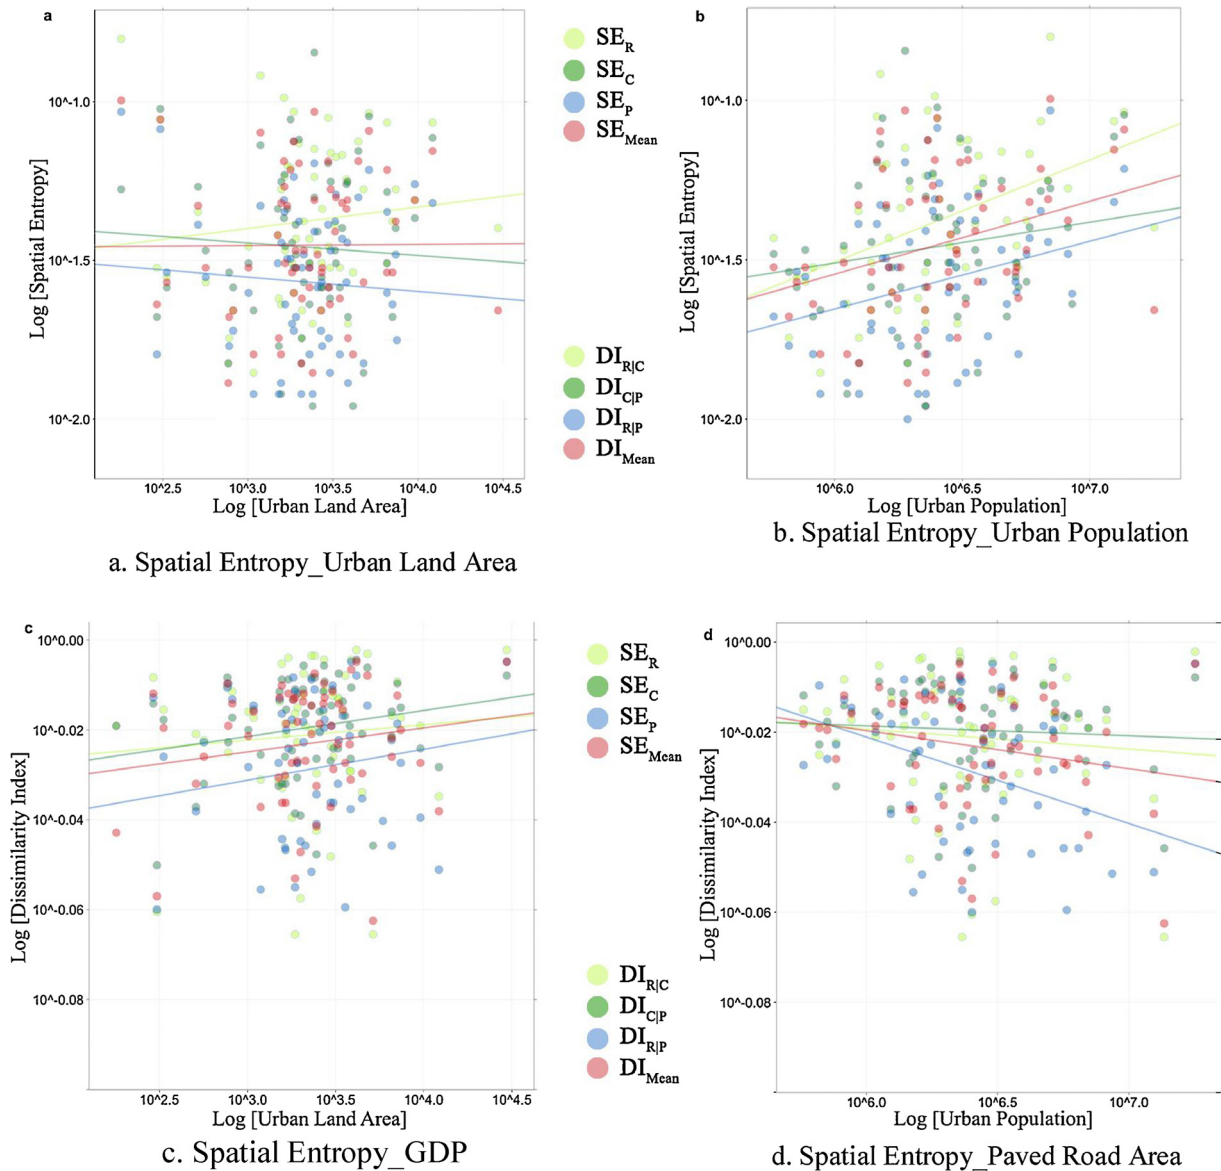 a
10^-1.0
10^-1.5
10^-2.0
Log [Spatial Entropy]
10^2.5 10^3.0 10^3.5 10^4.0 10^4.5
Log [Urban Land Area]
a. Spatial Entropy_Urban Land Area
SE_R
SE_C
SE_P
SE_Mean
DI_R|C
DI_C|P
DI_R|P
DI_Mean
b
10^-1.0
10^-1.5
10^-2.0
Log [Spatial Entropy]
10^6.0 10^6.5 10^7.0
Log [Urban Population]
b. Spatial Entropy_Urban Population
c
10^0.00
10^-0.02
10^-0.04
10^-0.06
10^-0.08
Log [Dissimilarity Index]
10^2.5 10^3.0 10^3.5 10^4.0 10^4.5
Log [Urban Land Area]
c. Spatial Entropy_GDP
SE_R
SE_C
SE_P
SE_Mean
DI_R|C
DI_C|P
DI_R|P
DI_Mean
d
10^0.00
10^-0.02
10^-0.04
10^-0.06
10^-0.08
Log [Dissimilarity Index]
10^6.0 10^6.5 10^7.0
Log [Urban Population]
d. Spatial Entropy_Paved Road Area